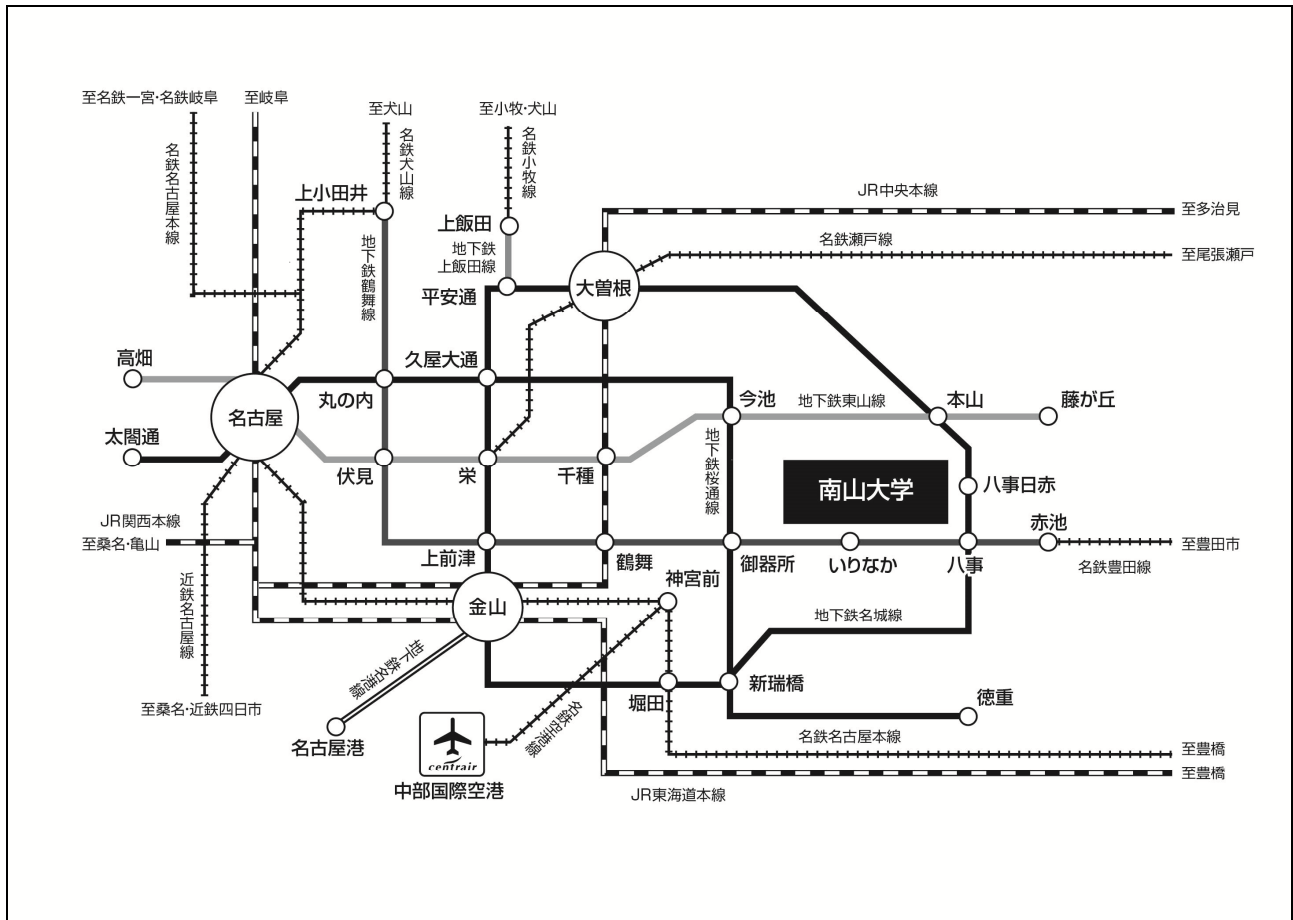 至名鉄一宮・名鉄岐阜
至岐阜
至犬山
至小牧・犬山
名鉄名古屋本線
名鉄犬山線
名鉄小牧線
JR中央本線
至多治見
上小田井
上飯田
名鉄瀬戸線
至尾張瀬戸
地下鉄鶴舞線
地下鉄
上飯田線
平安通
大曽根
高畑
久屋大通
丸の内
名古屋
今池
地下鉄東山線
本山
藤が丘
太閤通
伏見
栄
千種
地下鉄桜通線
南山大学
八事日赤
JR関西本線
至桑名・亀山
赤池
上前津
鶴舞
御器所
いりなか
八事
至豊田市
名鉄豊田線
神宮前
近鉄名古屋線
金山
地下鉄名城線
地下鉄名港線
至桑名・近鉄四日市
堀田
新瑞橋
徳重
名古屋港
centrair
中部国際空港
名鉄空港線
名鉄名古屋本線
至豊橋
至豊橋
JR東海道本線